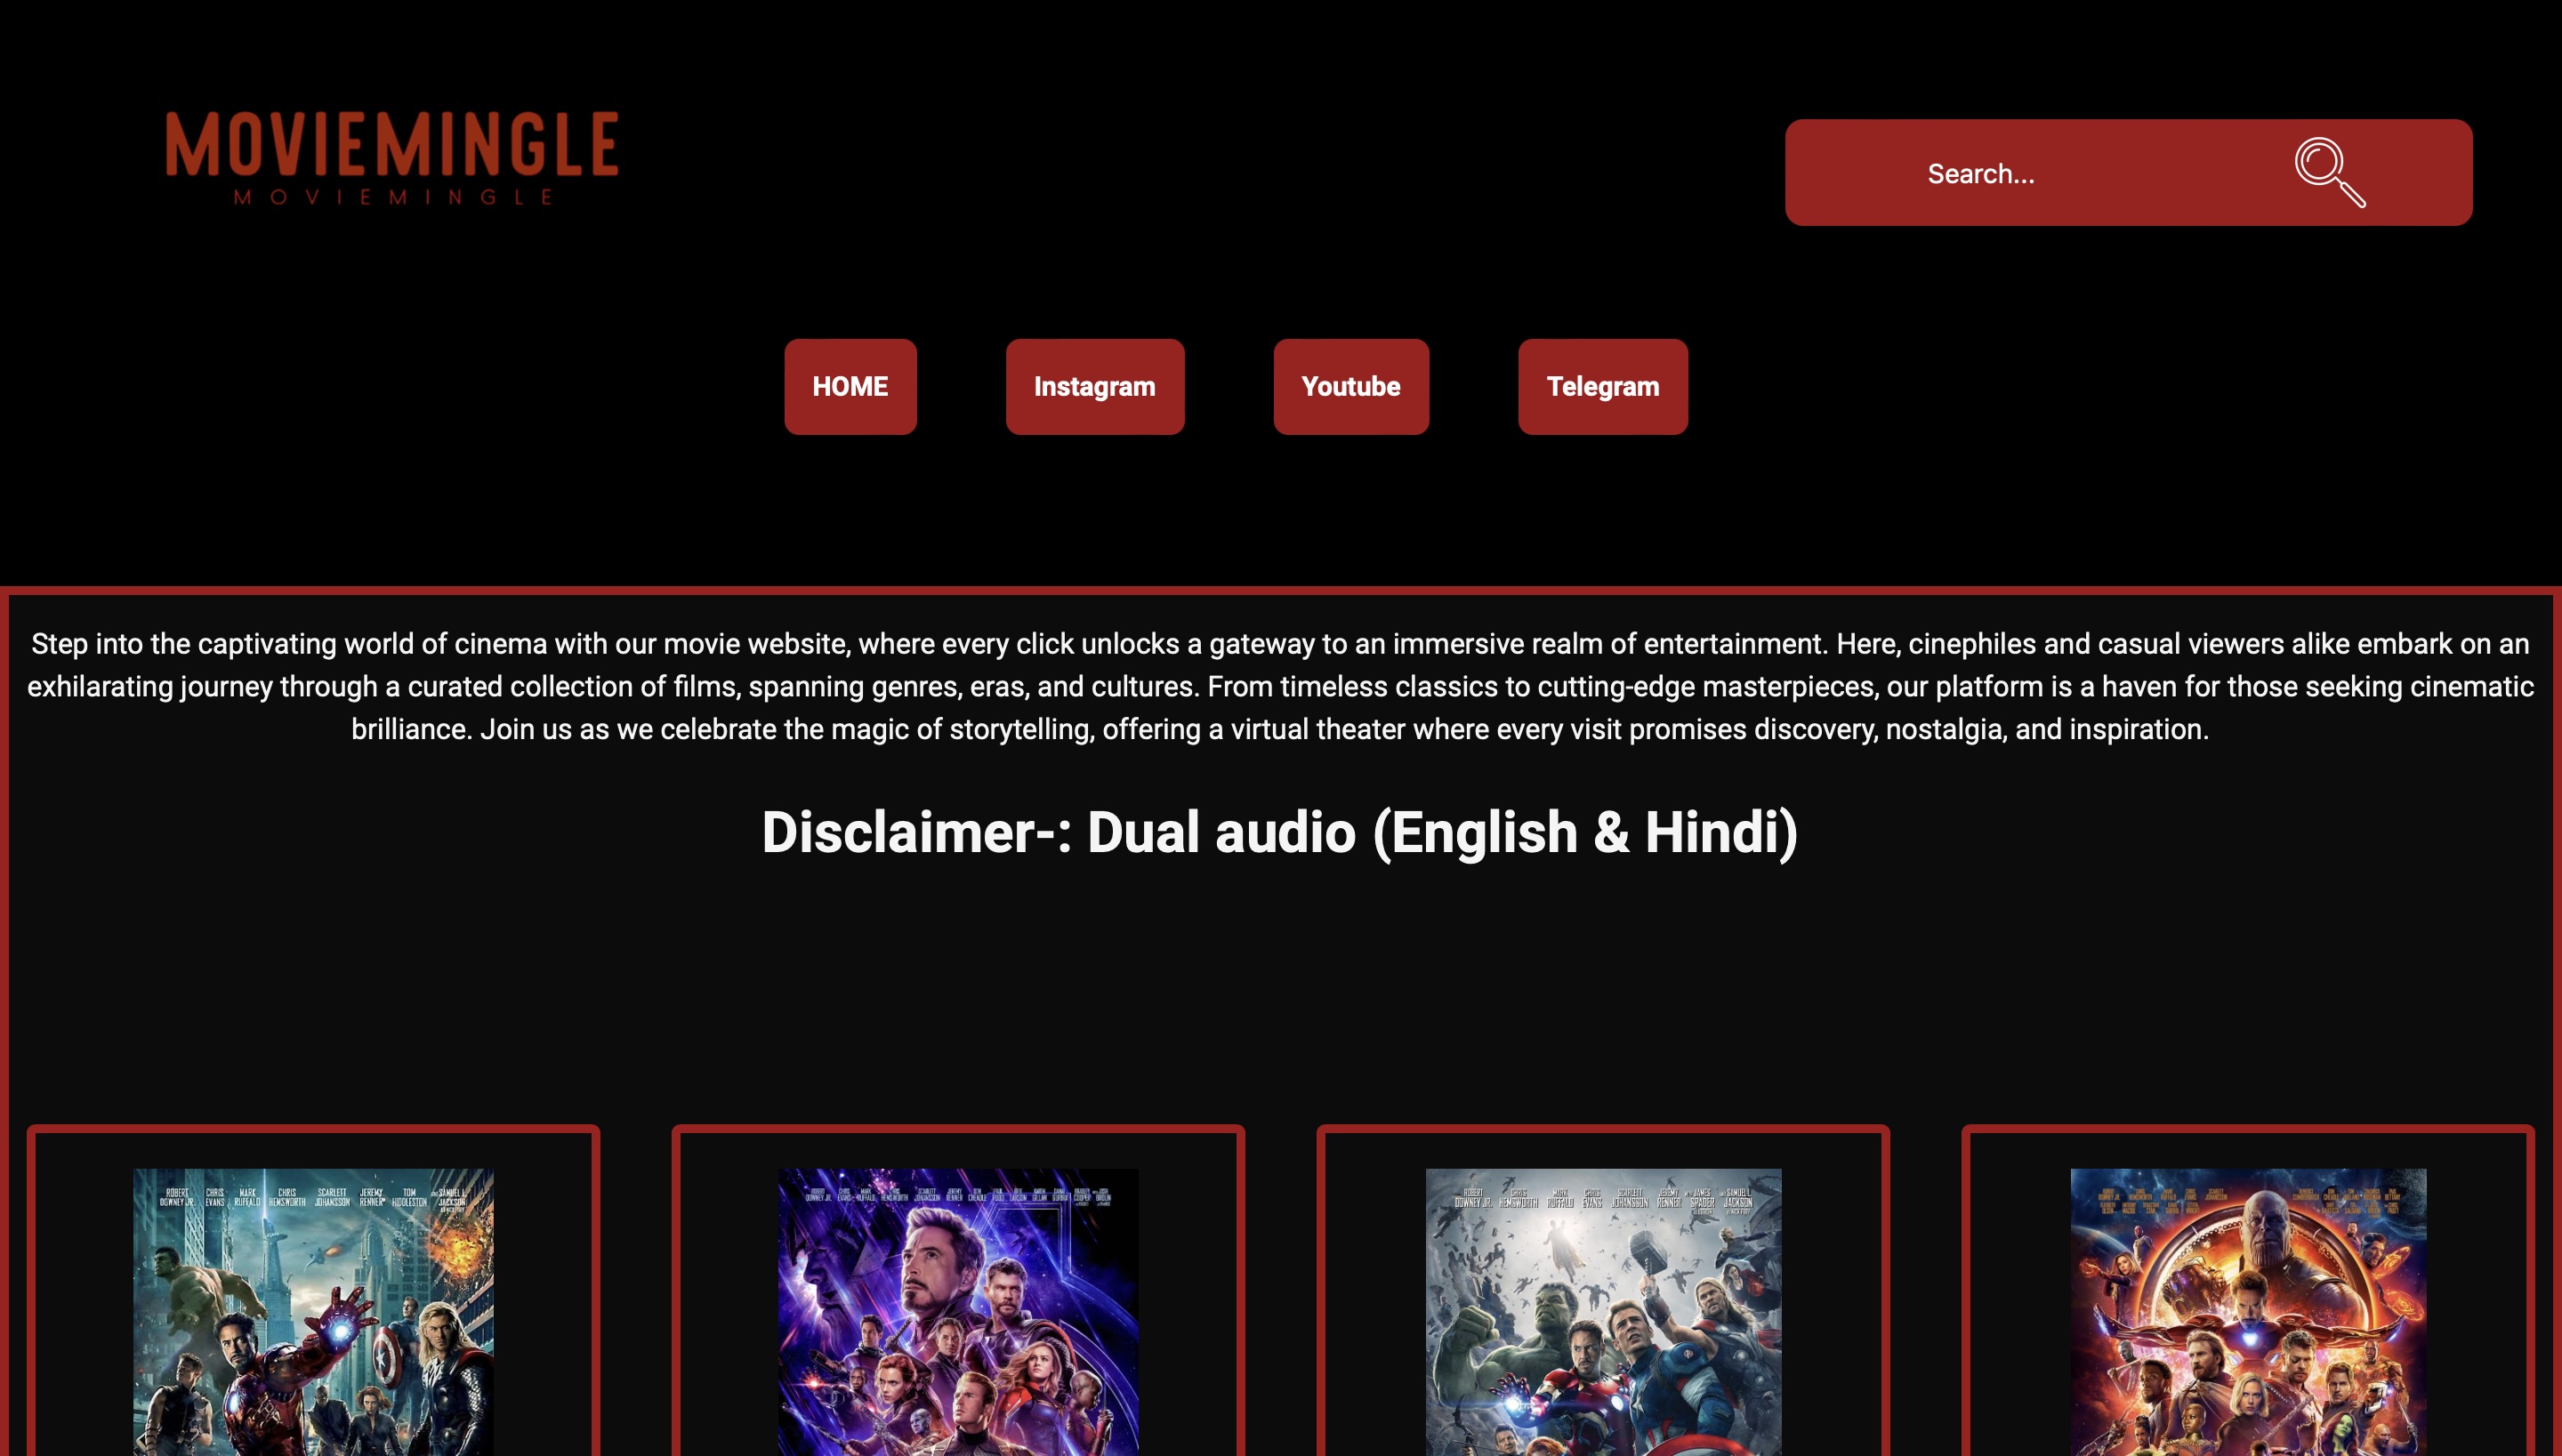 MOVIEMINGLE
MOVIEMINGLE
Search...
HOME
Instagram
Youtube
Telegram
Step into the captivating world of cinema with our movie website, where every click unlocks a gateway to an immersive realm of entertainment. Here, cinephiles and casual viewers alike embark on an
exhilarating journey through a curated collection of films, spanning genres, eras, and cultures. From timeless classics to cutting-edge masterpieces, our platform is a haven for those seeking cinematic
brilliance. Join us as we celebrate the magic of storytelling, offering a virtual theater where every visit promises discovery, nostalgia, and inspiration.
Disclaimer-: Dual audio (English & Hindi)
ROBERT DOWNEY JR. CHRIS EVANS MARK RUFFALO CHRIS HEMSWORTH SCARLETT JOHANSSON JEREMY RENNER TOM HIDDLESTON AND SAMUEL L. JACKSON
ROBERT DOWNEY JR. CHRIS HEMSWORTH MARK RUFFALO CHRIS EVANS SCARLETT JOHANSSON JEREMY RENNER WITH JAMES SPADER AND SAMUEL L. JACKSON